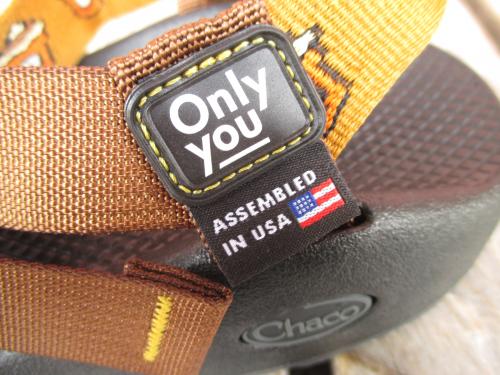 Only
you
ASSEMBLED
IN USA
Chaco